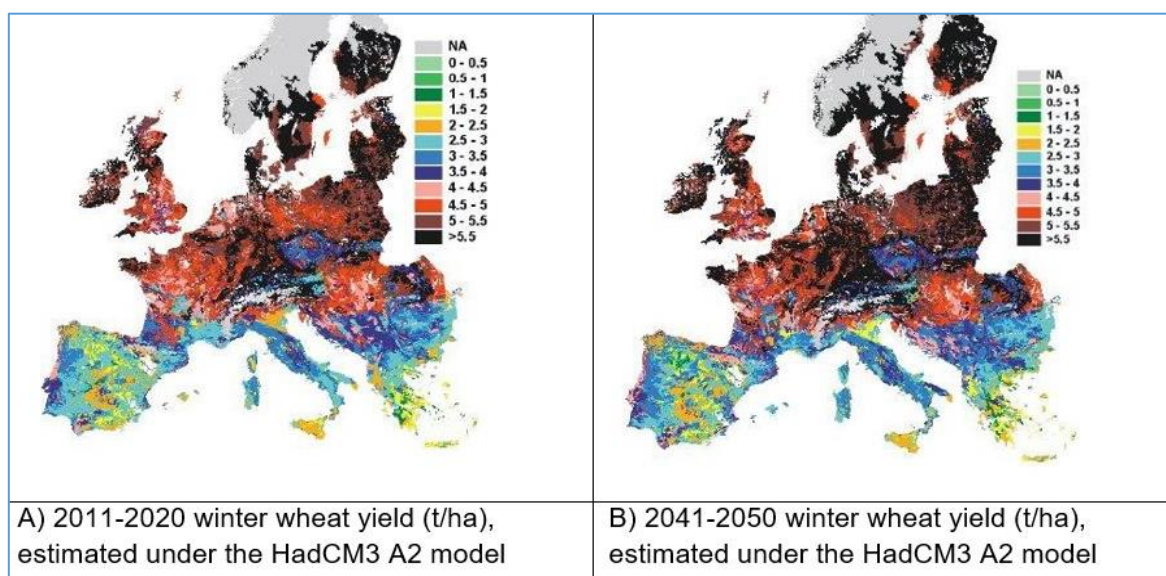 NA
0 - 0.5
0.5 - 1
1 - 1.5
1.5 - 2
2 - 2.5
2.5 - 3
3 - 3.5
3.5 - 4
4 - 4.5
4.5 - 5
5 - 5.5
>5.5
NA
0 - 0.5
0.5 - 1
1 - 1.5
1.5 - 2
2 - 2.5
2.5 - 3
3 - 3.5
3.5 - 4
4 - 4.5
4.5 - 5
5 - 5.5
>5.5
A) 2011-2020 winter wheat yield (t/ha),
estimated under the HadCM3 A2 model
B) 2041-2050 winter wheat yield (t/ha),
estimated under the HadCM3 A2 model